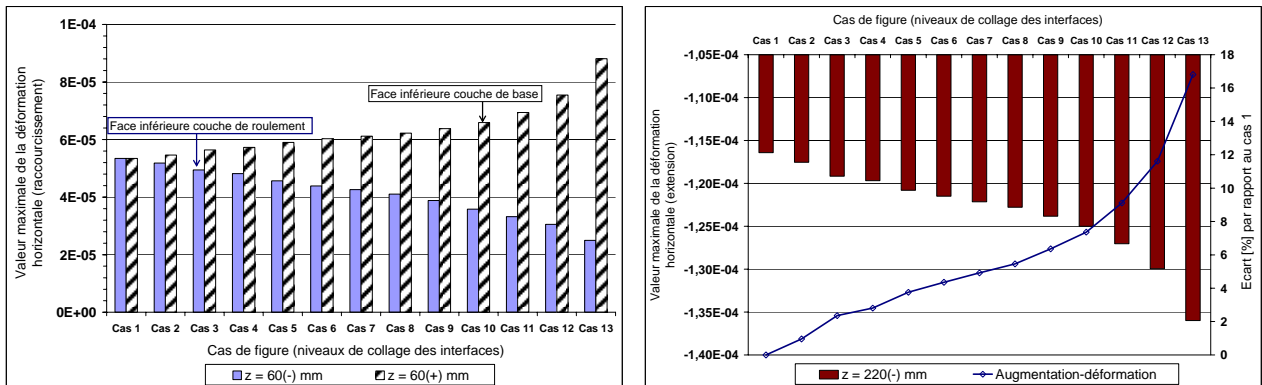 1E-04
8E-05
6E-05
4E-05
2E-05
0E+00
Valeur maximale de la déformation
horizontale (raccourcissement)
Face inférieure couche de base
Face inférieure couche de roulement
Cas 1 Cas 2 Cas 3 Cas 4 Cas 5 Cas 6 Cas 7 Cas 8 Cas 9 Cas 10 Cas 11 Cas 12 Cas 13
Cas de figure (niveaux de collage des interfaces)
z = 60(-) mm z = 60(+) mm
Cas de figure (niveaux de collage des interfaces)
Cas 1 Cas 2 Cas 3 Cas 4 Cas 5 Cas 6 Cas 7 Cas 8 Cas 9 Cas 10 Cas 11 Cas 12 Cas 13
-1,05E-04
-1,10E-04
-1,15E-04
-1,20E-04
-1,25E-04
-1,30E-04
-1,35E-04
-1,40E-04
Valeur maximale de la déformation
horizontale (extension)
18
16
14
12
10
8
6
4
2
0
Ecart [%] par rapport au cas 1
z = 220(-) mm Augmentation-déformation